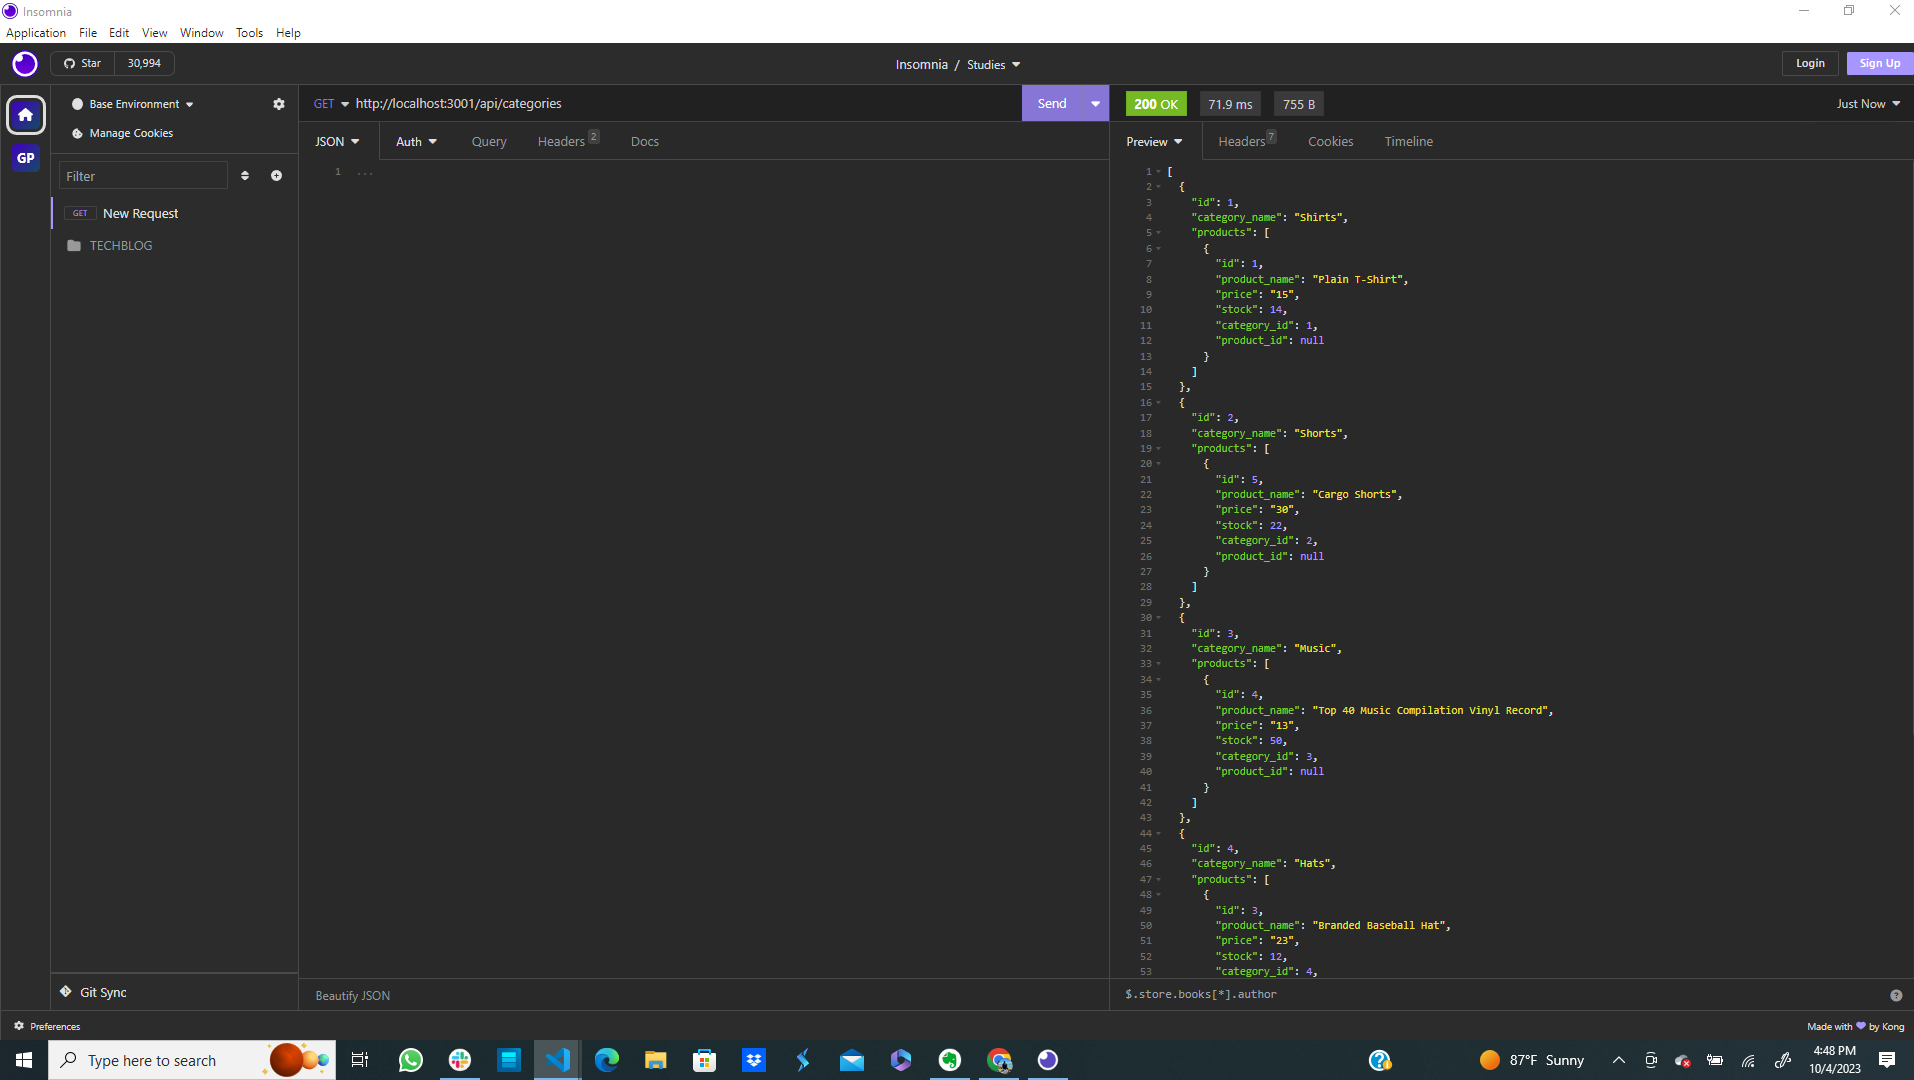 Insomnia
Application File Edit View Window Tools Help
Star 30,994
Insomnia / Studies
Login Sign Up
Base Environment
Manage Cookies
GP
Filter
GET New Request
TECHBLOG
Git Sync
Preferences
GET http://localhost:3001/api/categories Send
JSON Auth Query Headers 2 Docs
1 ...
Beautify JSON
200 OK 71.9 ms 755 B Just Now
Preview Headers 7 Cookies Timeline
1 [
2 {
3 "id": 1,
4 "category_name": "Shirts",
5 "products": [
6 {
7 "id": 1,
8 "product_name": "Plain T-Shirt",
9 "price": "15",
10 "stock": 14,
11 "category_id": 1,
12 "product_id": null
13 }
14 ]
15 },
16 {
17 "id": 2,
18 "category_name": "Shorts",
19 "products": [
20 {
21 "id": 5,
22 "product_name": "Cargo Shorts",
23 "price": "30",
24 "stock": 22,
25 "category_id": 2,
26 "product_id": null
27 }
28 ]
29 },
30 {
31 "id": 3,
32 "category_name": "Music",
33 "products": [
34 {
35 "id": 4,
36 "product_name": "Top 40 Music Compilation Vinyl Record",
37 "price": "13",
38 "stock": 50,
39 "category_id": 3,
40 "product_id": null
41 }
42 ]
43 },
44 {
45 "id": 4,
46 "category_name": "Hats",
47 "products": [
48 {
49 "id": 3,
50 "product_name": "Branded Baseball Hat",
51 "price": "23",
52 "stock": 12,
53 "category_id": 4,
$.store.books[*].author
Made with by Kong
Type here to search
87°F Sunny
4:48 PM
10/4/2023